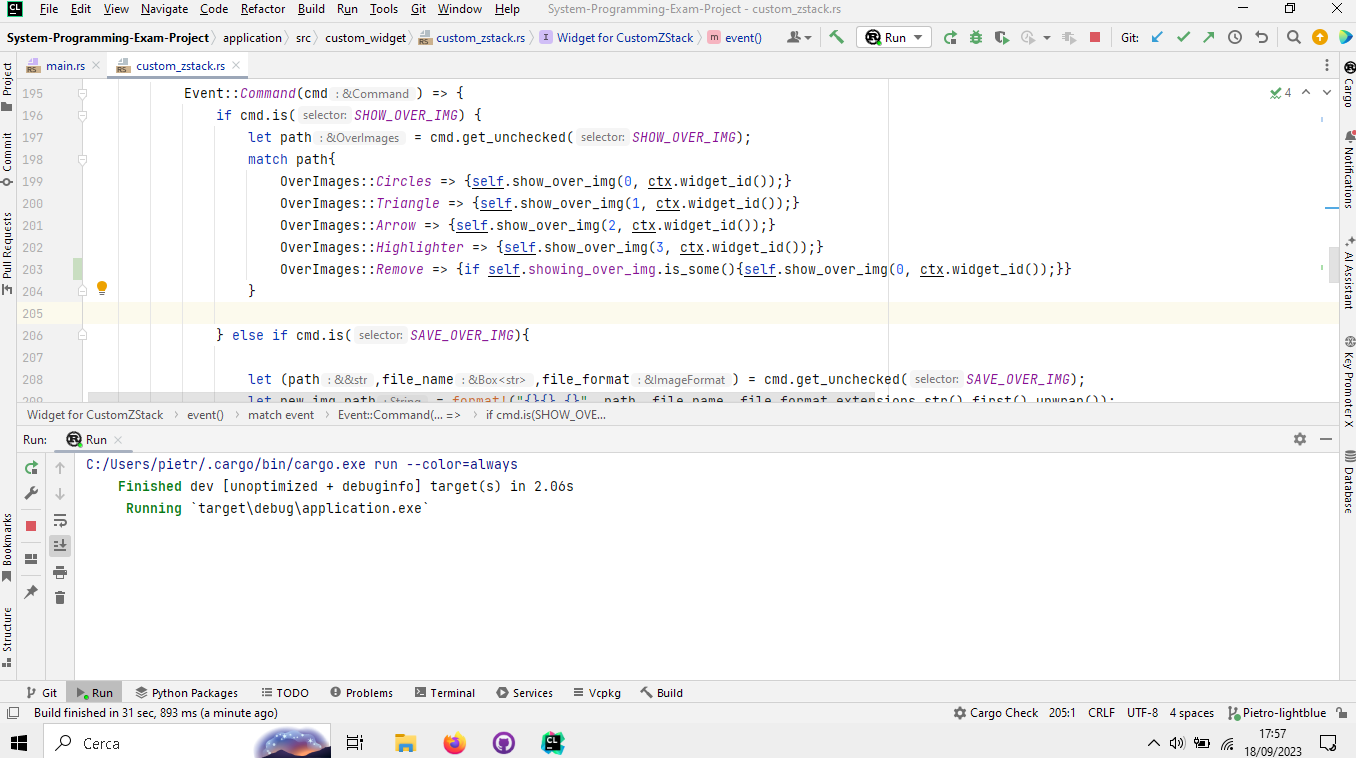 CL File Edit View Navigate Code Refactor Build Run Tools Git Window Help System-Programming-Exam-Project - custom_zstack.rs
System-Programming-Exam-Project application src custom_widget custom_zstack.rs Widget for CustomZStack event() Run Git:
main.rs custom_zstack.rs
195 Event::Command(cmd : &Command ) => {
196 if cmd.is( selector: SHOW_OVER_IMG) {
197 let path : &OverImages = cmd.get_unchecked( selector: SHOW_OVER_IMG);
198 match path{
199 OverImages::Circles => {self.show_over_img(0, ctx.widget_id());}
200 OverImages::Triangle => {self.show_over_img(1, ctx.widget_id());}
201 OverImages::Arrow => {self.show_over_img(2, ctx.widget_id());}
202 OverImages::Highlighter => {self.show_over_img(3, ctx.widget_id());}
203 OverImages::Remove => {if self.showing_over_img.is_some(){self.show_over_img(0, ctx.widget_id());}}
204 }
205
206 } else if cmd.is( selector: SAVE_OVER_IMG){
207
208 let (path : &&str ,file_name : &Box<str> ,file_format : &ImageFormat ) = cmd.get_unchecked( selector: SAVE_OVER_IMG);
209 let new_img_path : String = format!("{}{}.{}", path, file_name, file_format.extensions_str().first().unwrap());
4
Widget for CustomZStack event() match event Event::Command(... => if cmd.is(SHOW_OVE...
Project
Commit
Pull Requests
Bookmarks
Structure
Cargo
Notifications
AI Assistant
Key Promoter X
Database
Run: Run
C:/Users/pietr/.cargo/bin/cargo.exe run --color=always
Finished dev [unoptimized + debuginfo] target(s) in 2.06s
Running `target\debug\application.exe`
Git Run Python Packages TODO Problems Terminal Services Vcpkg Build
Build finished in 31 sec, 893 ms (a minute ago) Cargo Check 205:1 CRLF UTF-8 4 spaces Pietro-lightblue
Cerca
17:57
18/09/2023